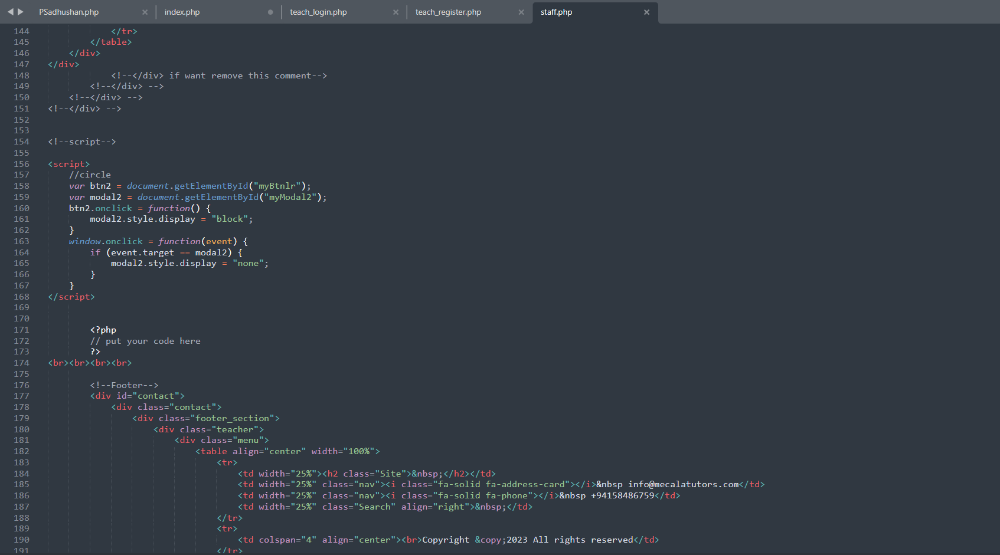 PSadhushan.php index.php teach_login.php teach_register.php staff.php
144 </tr>
145 </table>
146 </div>
147 </div>
148 <!--</div> if want remove this comment-->
149 <!--</div> -->
150 <!--</div> -->
151 <!--</div> -->
152
153
154 <!--script-->
155
156 <script>
157 //circle
158 var btn2 = document.getElementById("myBtnlr");
159 var modal2 = document.getElementById("myModal2");
160 btn2.onclick = function() {
161 modal2.style.display = "block";
162 }
163 window.onclick = function(event) {
164 if (event.target == modal2) {
165 modal2.style.display = "none";
166 }
167 }
168 </script>
169
170
171 <?php
172 // put your code here
173 ?>
174 <br><br><br><br>
175
176 <!--Footer-->
177 <div id="contact">
178 <div class="contact">
179 <div class="footer_section">
180 <div class="teacher">
181 <div class="menu">
182 <table align="center" width="100%">
183 <tr>
184 <td width="25%"><h2 class="Site">&nbsp;</h2></td>
185 <td width="25%" class="nav"><i class="fa-solid fa-address-card"></i>&nbsp info@mecalatutors.com</td>
186 <td width="25%" class="nav"><i class="fa-solid fa-phone"></i>&nbsp +94158486759</td>
187 <td width="25%" class="Search" align="right">&nbsp;</td>
188 </tr>
189 <tr>
190 <td colspan="4" align="center"><br>Copyright &copy;2023 All rights reserved</td>
191 </tr>